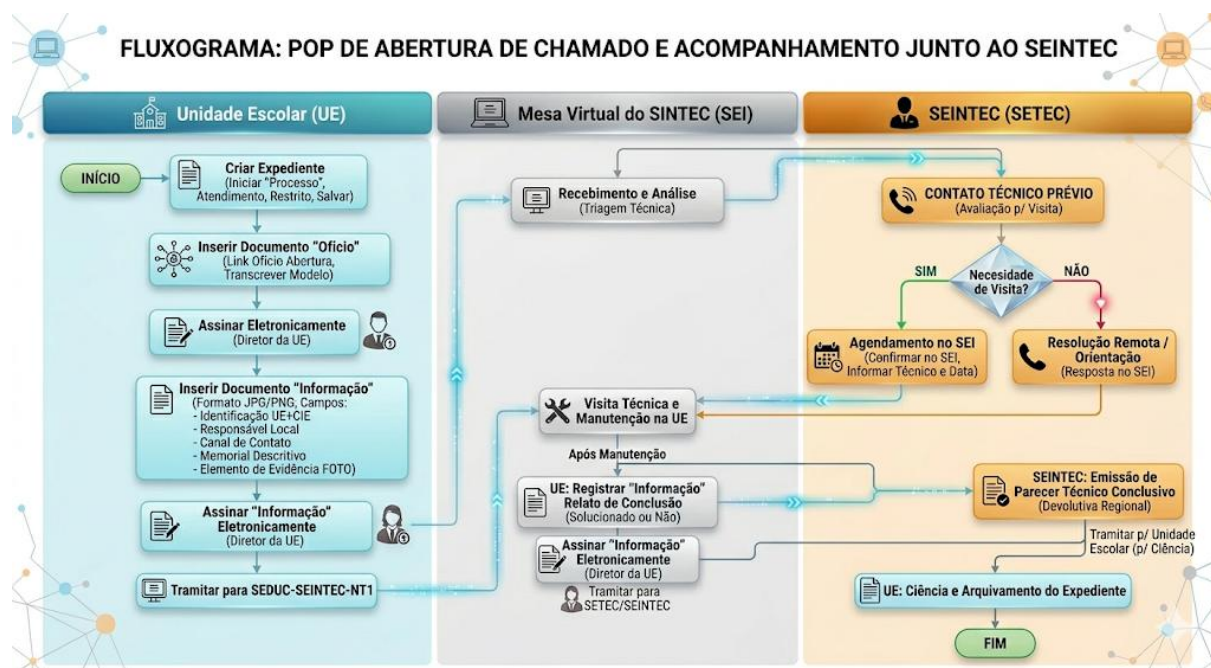 FLUXOGRAMA: POP DE ABERTURA DE CHAMADO E ACOMPANHAMENTO JUNTO AO SEINTEC
Unidade Escolar (UE)
INÍCIO
Criar Expediente
(Iniciar "Processo",
Atendimento, Restrito, Salvar)
Inserir Documento "Ofício"
(Link Ofício Abertura,
Transcrever Modelo)
Assinar Eletronicamente
(Diretor da UE)
Inserir Documento "Informação"
(Formato JPG/PNG, Campos:
- Identificação UE+CIE
- Responsável Local
- Canal de Contato
- Memorial Descritivo
- Elemento de Evidência FOTO)
Assinar "Informação"
Eletronicamente
(Diretor da UE)
Tramitar para SEDUC-SEINTEC-NT1
Mesa Virtual do SINTEC (SEI)
Recebimento e Análise
(Triagem Técnica)
Visita Técnica e
Manutenção na UE
Após Manutenção
UE: Registrar "Informação"
Relato de Conclusão
(Solucionado ou Não)
Assinar "Informação"
Eletronicamente
(Diretor da UE)
Tramitar para
SETEC/SEINTEC
SEINTEC (SETEC)
CONTATO TÉCNICO PRÉVIO
(Avaliação p/ Visita)
Necessidade
de Visita?
SIM
NÃO
Agendamento no SEI
(Confirmar no SEI,
Informar Técnico e Data)
Resolução Remota /
Orientação
(Resposta no SEI)
SEINTEC: Emissão de
Parecer Técnico Conclusivo
(Devolutiva Regional)
Tramitar p/ Unidade
Escolar (p/ Ciência)
UE: Ciência e Arquivamento do Expediente
FIM